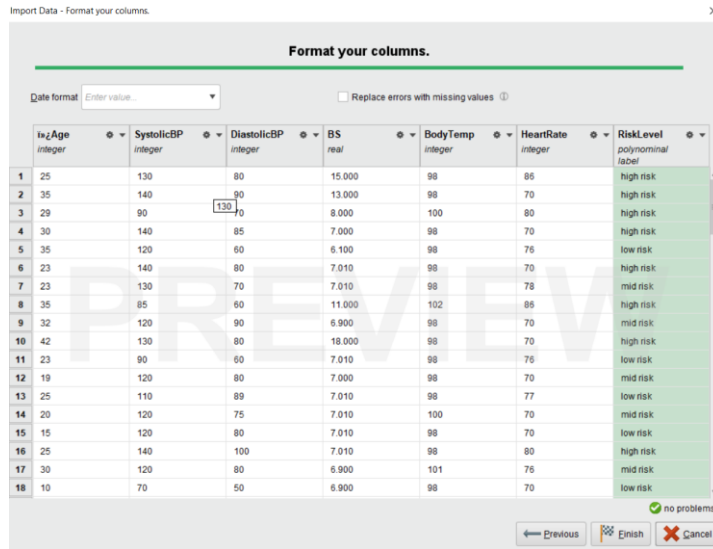 Import Data - Format your columns.
Format your columns.
Date format Enter value... Replace errors with missing values
ï»¿Age SystolicBP DiastolicBP BS BodyTemp HeartRate RiskLevel
integer integer integer real integer integer polynominal
label
1 25 130 80 15.000 98 86 high risk
2 35 140 90 13.000 98 70 high risk
130
3 29 90 70 8.000 100 80 high risk
4 30 140 85 7.000 98 70 high risk
5 35 120 60 6.100 98 76 low risk
6 23 140 80 7.010 98 70 high risk
7 23 130 70 7.010 98 78 mid risk
8 35 85 60 11.000 102 86 high risk
9 32 120 90 6.900 98 70 mid risk
10 42 130 80 18.000 98 70 high risk
11 23 90 60 7.010 98 76 low risk
12 19 120 80 7.000 98 70 mid risk
13 25 110 89 7.010 98 77 low risk
14 20 120 75 7.010 100 70 mid risk
15 15 120 80 7.010 98 70 low risk
16 25 140 100 7.010 98 80 high risk
17 30 120 80 6.900 101 76 mid risk
18 10 70 50 6.900 98 70 low risk
PREVIEW
no problems
Previous Finish Cancel